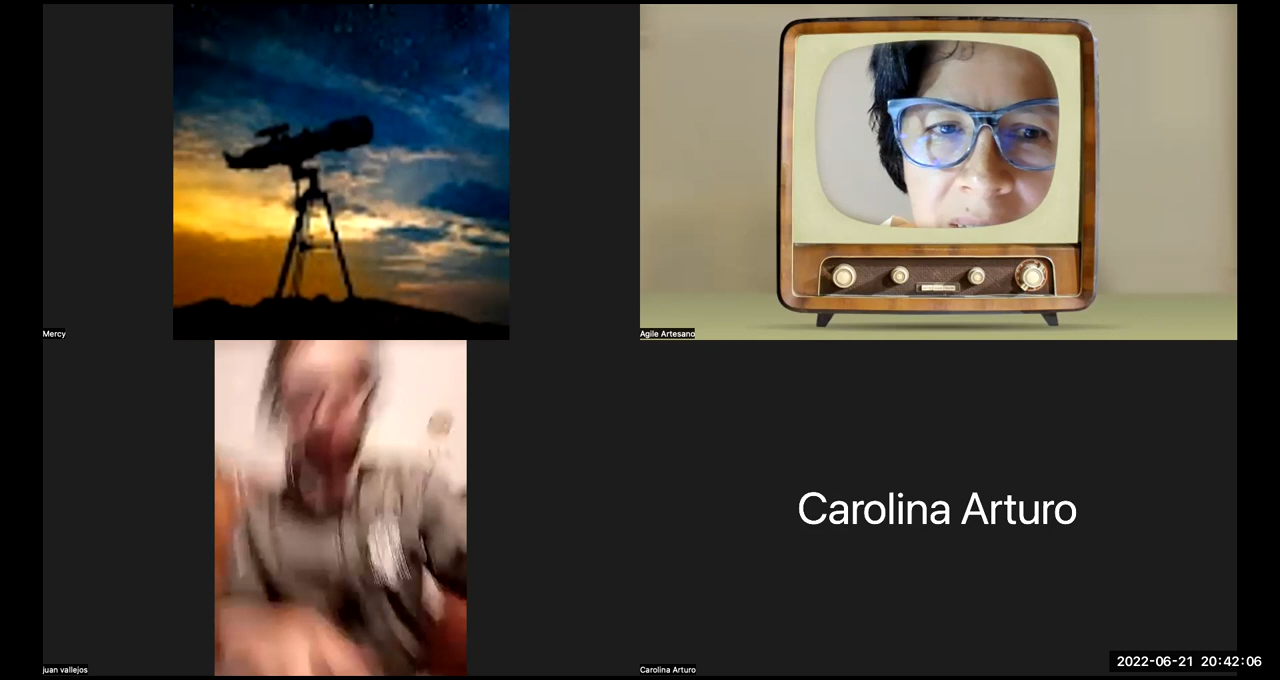 Mercy
Agile Artesano
juan vallejos
Carolina Arturo
Carolina Arturo
2022-06-21 20:42:06